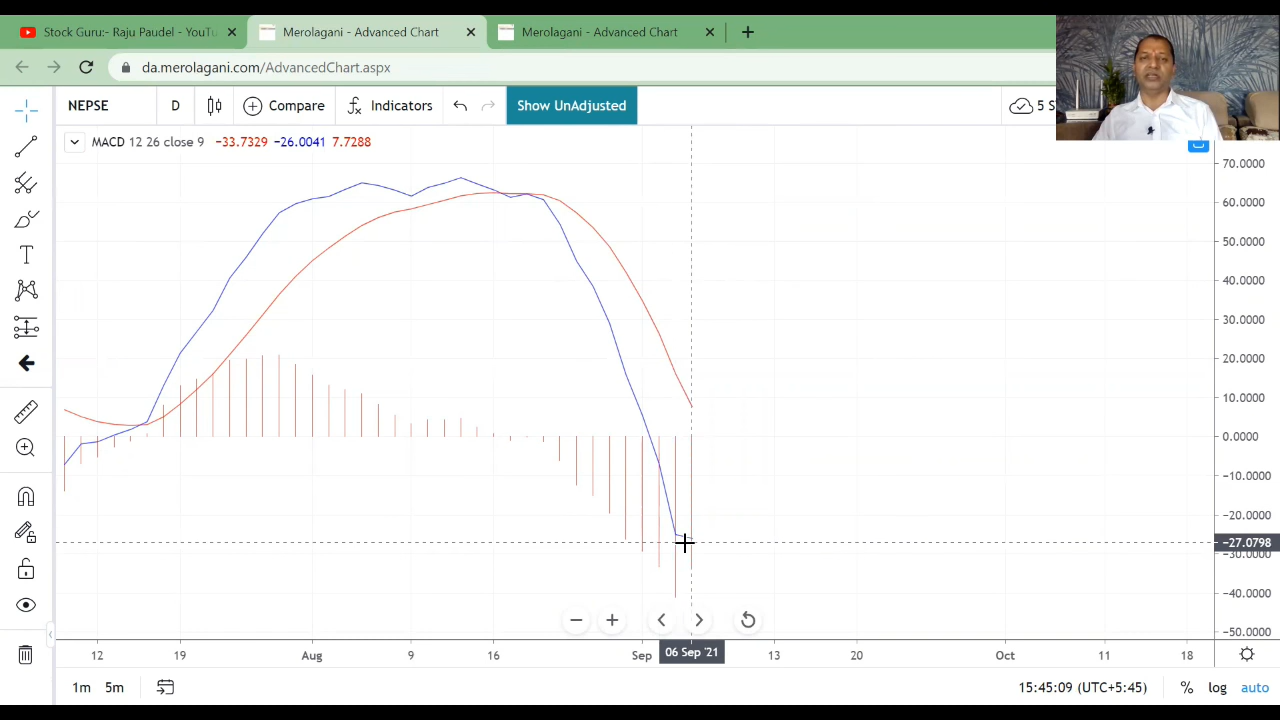 Stock Guru:- Raju Paudel - YouTu
Merolagani - Advanced Chart
Merolagani - Advanced Chart
da.merolagani.com/AdvancedChart.aspx
NEPSE
D
Compare
Indicators
Show UnAdjusted
5 S
MACD 12 26 close 9 −33.7329 −26.0041 7.7288
70.0000
60.0000
50.0000
40.0000
30.0000
20.0000
10.0000
0.0000
−10.0000
−20.0000
−27.0798
−30.0000
−40.0000
−50.0000
12 19 Aug 9 16 Sep 06 Sep '21 13 20 Oct 11 18
1m 5m
15:45:09 (UTC+5:45) % log auto